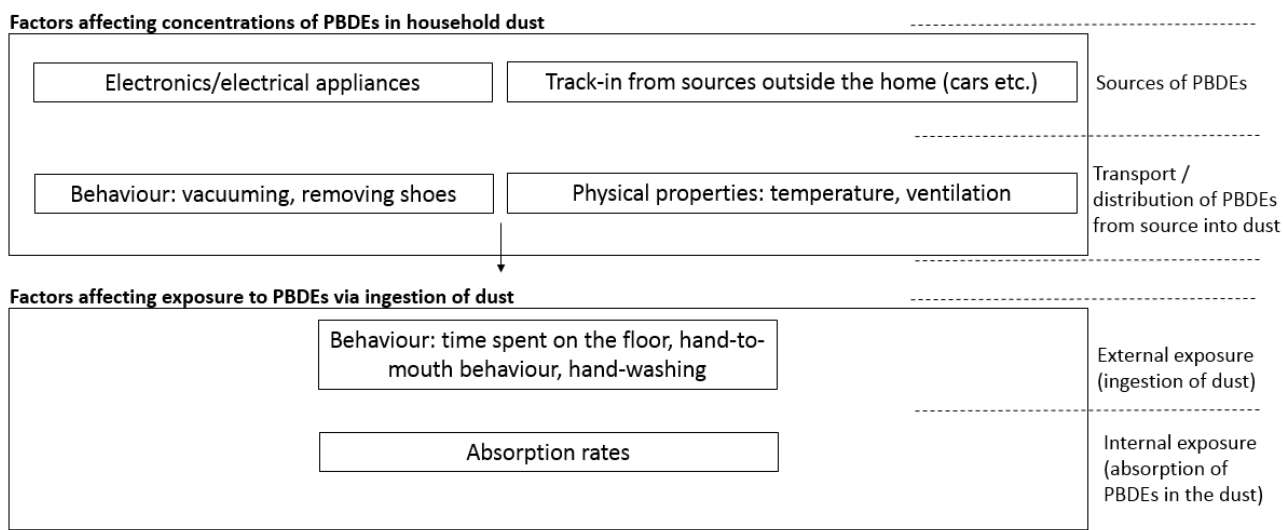 Factors affecting concentrations of PBDEs in household dust
Electronics/electrical appliances
Track-in from sources outside the home (cars etc.)
Sources of PBDEs
Behaviour: vacuuming, removing shoes
Physical properties: temperature, ventilation
Transport /
distribution of PBDEs
from source into dust
Factors affecting exposure to PBDEs via ingestion of dust
Behaviour: time spent on the floor, hand-to-
mouth behaviour, hand-washing
External exposure
(ingestion of dust)
Absorption rates
Internal exposure
(absorption of
PBDEs in the dust)